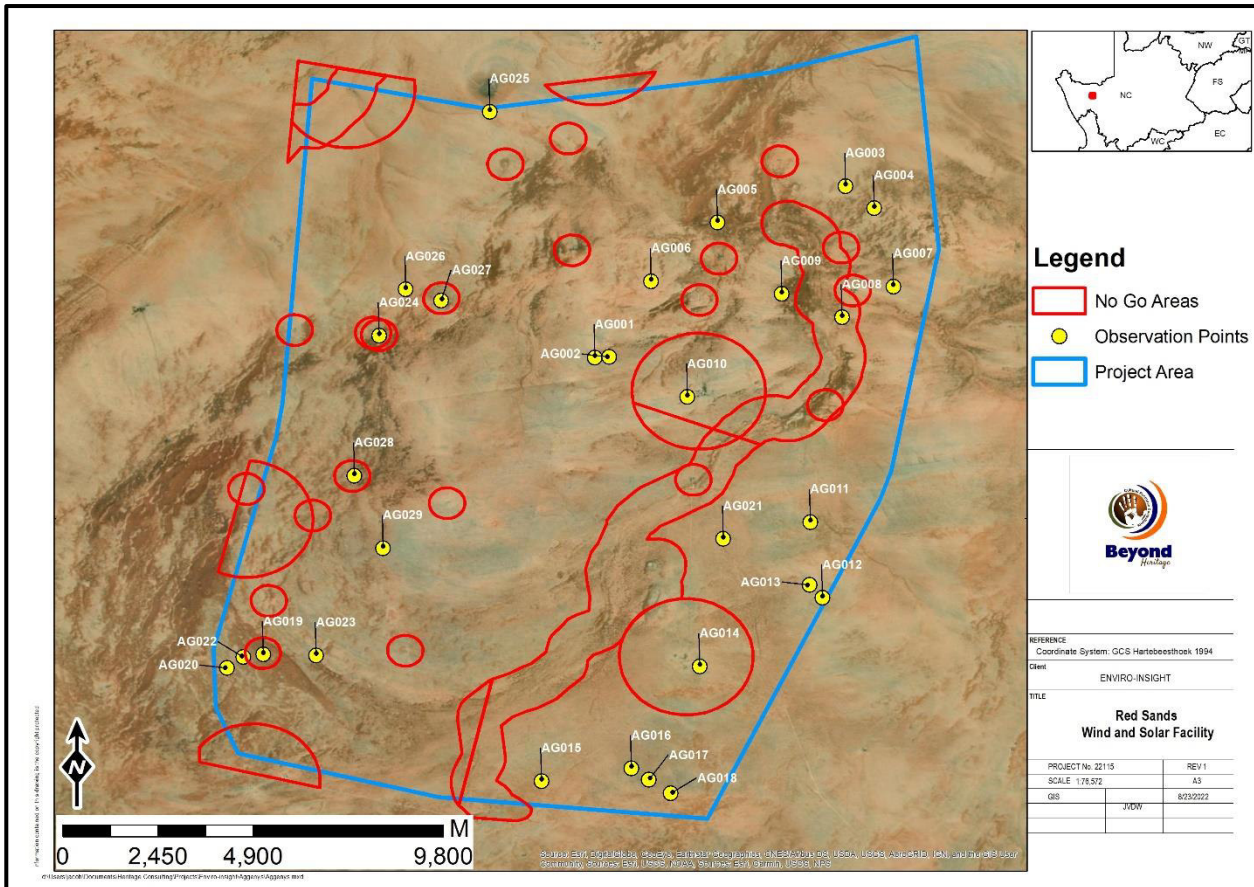 AG025
AG003
AG004
AG005
AG006
AG026
AG027
AG009
AG007
AG024
AG008
AG001
AG002
AG010
AG028
AG011
AG021
AG029
AG013
AG012
AG019
AG023
AG014
AG022
AG020
AG016
AG015
AG017
AG018
N
M
0 2,450 4,900 9,800
NW
GT
NC
FS
WC
EC
Legend
No Go Areas
Observation Points
Project Area
Beyond
Heritage
REFERENCE
Coordinate System: GCS Hartebeesthoek 1994
Client
ENVIRO-INSIGHT
TITLE
Red Sands
Wind and Solar Facility
PROJECT No. 22115 REV 1
SCALE 1:76,572 A3
GIS 8/23/2022
JVDW